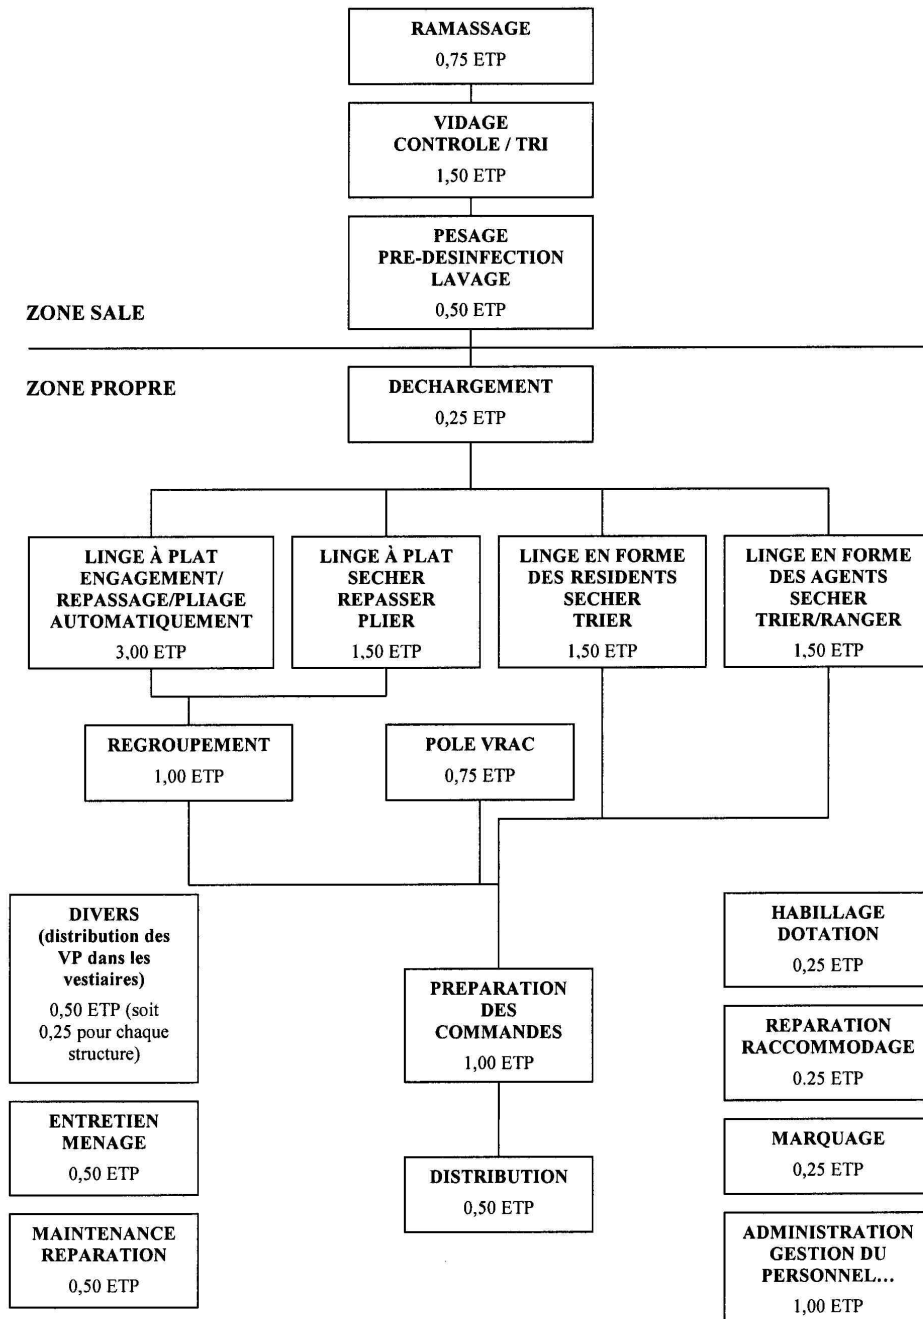 RAMASSAGE
0,75 ETP
VIDAGE
CONTROLE / TRI
1,50 ETP
PESAGE
PRE-DESINFECTION
LAVAGE
0,50 ETP
ZONE SALE
ZONE PROPRE
DECHARGEMENT
0,25 ETP
LINGE À PLAT
ENGAGEMENT/
REPASSAGE/PLIAGE
AUTOMATIQUEMENT
3,00 ETP
LINGE À PLAT
SECHER
REPASSER
PLIER
1,50 ETP
LINGE EN FORME
DES RESIDENTS
SECHER
TRIER
1,50 ETP
LINGE EN FORME
DES AGENTS
SECHER
TRIER/RANGER
1,50 ETP
REGROUPEMENT
1,00 ETP
POLE VRAC
0,75 ETP
DIVERS
(distribution des
VP dans les
vestiaires)
0,50 ETP (soit
0,25 pour chaque
structure)
ENTRETIEN
MENAGE
0,50 ETP
MAINTENANCE
REPARATION
0,50 ETP
PREPARATION
DES
COMMANDES
1,00 ETP
DISTRIBUTION
0,50 ETP
HABILLAGE
DOTATION
0,25 ETP
REPARATION
RACCOMMODAGE
0.25 ETP
MARQUAGE
0,25 ETP
ADMINISTRATION
GESTION DU
PERSONNEL…
1,00 ETP